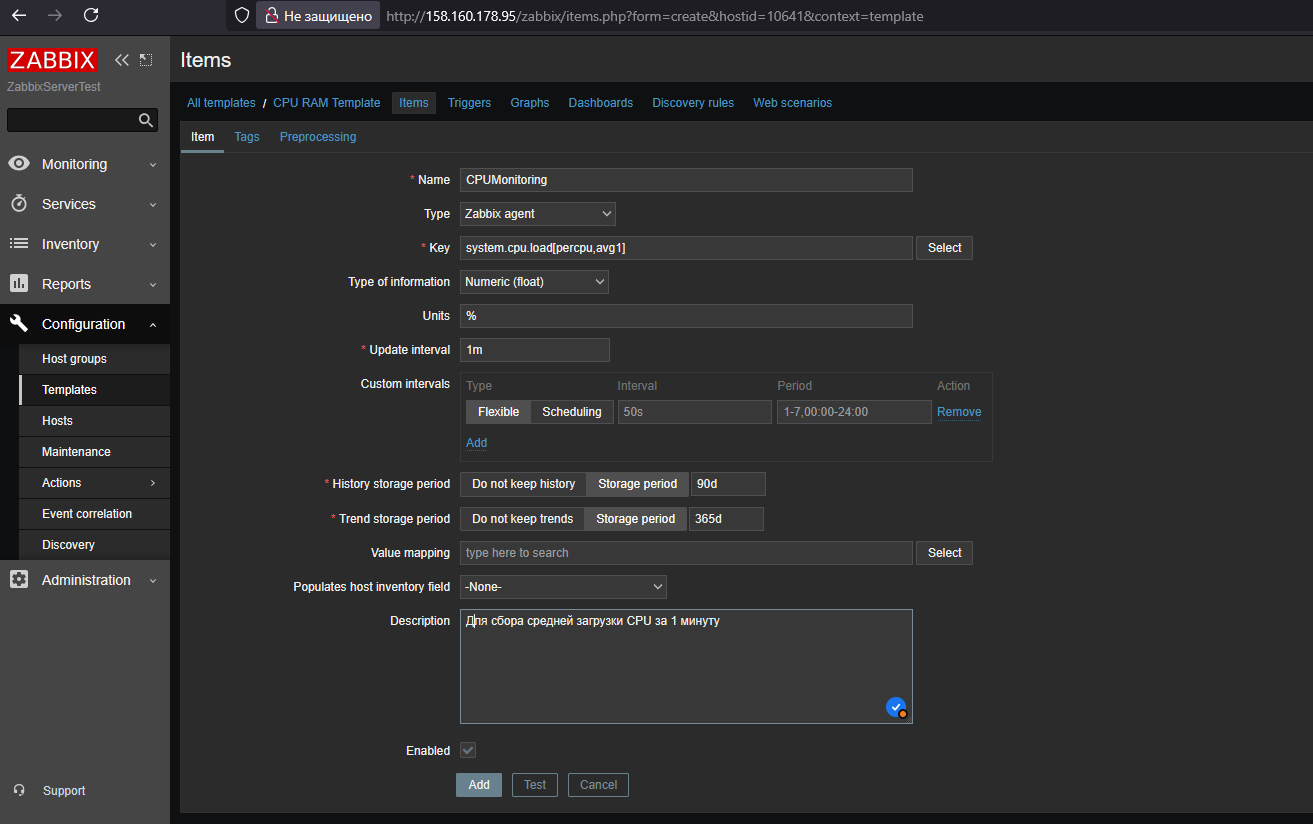 Не защищено http://158.160.178.95/zabbix/items.php?form=create&hostid=10641&context=template
ZABBIX
ZabbixServerTest
Monitoring
Services
Inventory
Reports
Configuration
Host groups
Templates
Hosts
Maintenance
Actions
Event correlation
Discovery
Administration
Support
Items
All templates / CPU RAM Template Items Triggers Graphs Dashboards Discovery rules Web scenarios
Item Tags Preprocessing
* Name CPUMonitoring
Type Zabbix agent
* Key system.cpu.load[percpu,avg1] Select
Type of information Numeric (float)
Units %
* Update interval 1m
Custom intervals Type Interval Period Action
Flexible Scheduling 50s 1-7,00:00-24:00 Remove
Add
* History storage period Do not keep history Storage period 90d
* Trend storage period Do not keep trends Storage period 365d
Value mapping type here to search Select
Populates host inventory field -None-
Description Для сбора средней загрузки CPU за 1 минуту
Enabled
Add Test Cancel